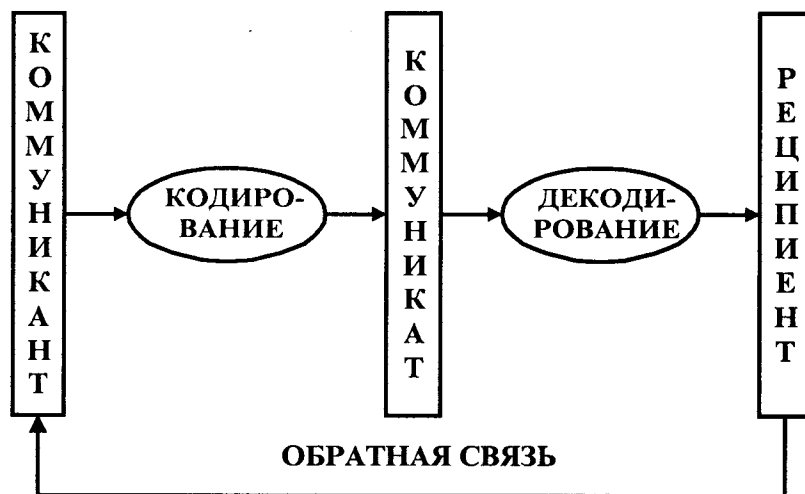 КОММУНИКАНТ
КОДИРО-
ВАНИЕ
КОММУНИКАТ
ДЕКОДИ-
РОВАНИЕ
РЕЦИПИЕНТ
ОБРАТНАЯ СВЯЗЬ